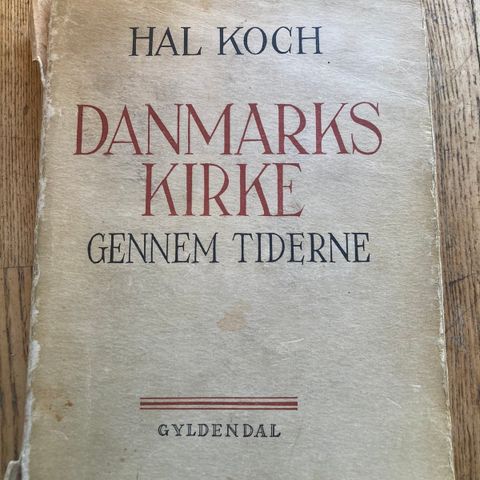 HAL KOCH
DANMARKS
KIRKE
GENNEM TIDERNE
GYLDENDAL